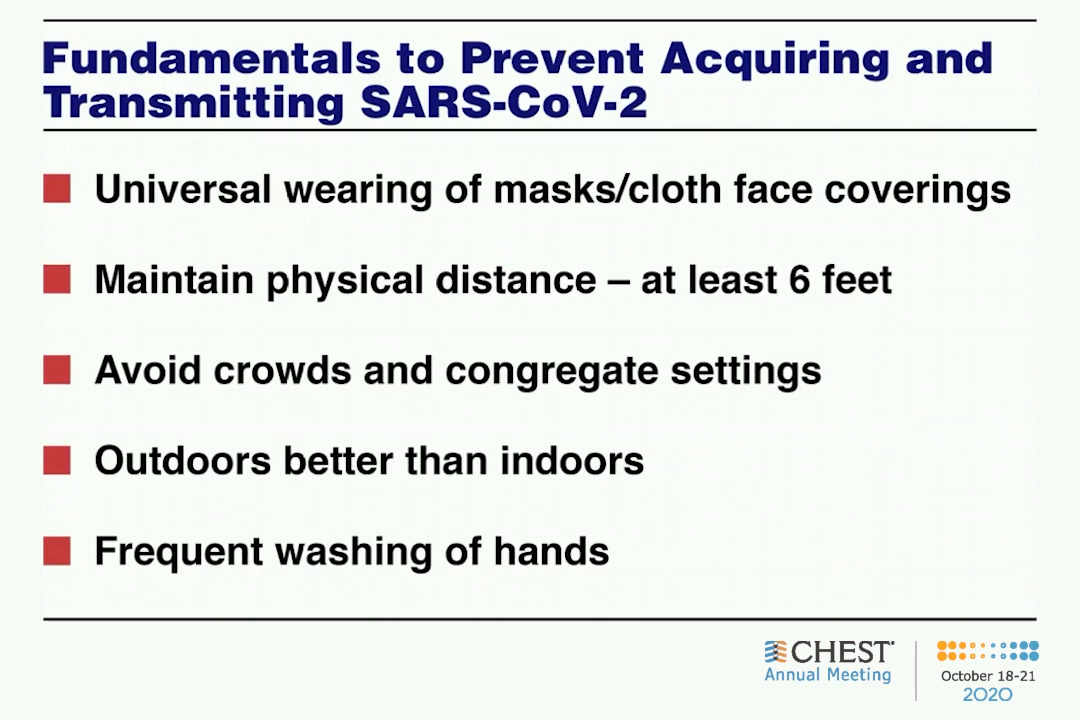 Fundamentals to Prevent Acquiring and
Transmitting SARS-CoV-2
Universal wearing of masks/cloth face coverings
Maintain physical distance – at least 6 feet
Avoid crowds and congregate settings
Outdoors better than indoors
Frequent washing of hands
CHEST
Annual Meeting
October 18-21
2020